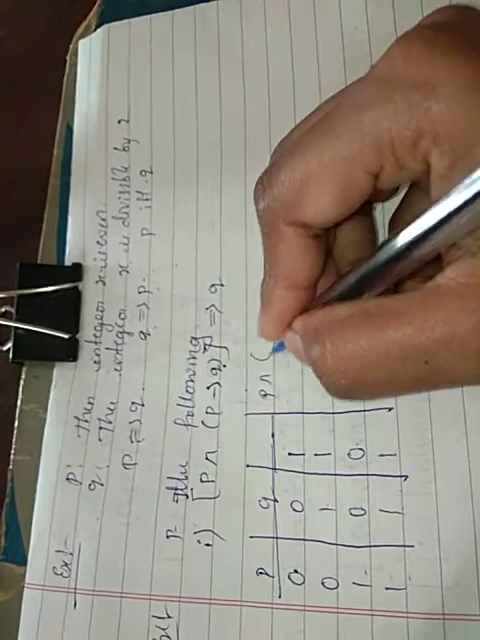 Ex:- p: The integer x is even.
q: The integer x is divisible by 2
p ⇒ q. q ⇒ p. p iff q
the following
i) [p ∧ (p → q)] ⇒ q
p q p ∧ (
0 0 1
0 1 1
1 0 0
1 1 1